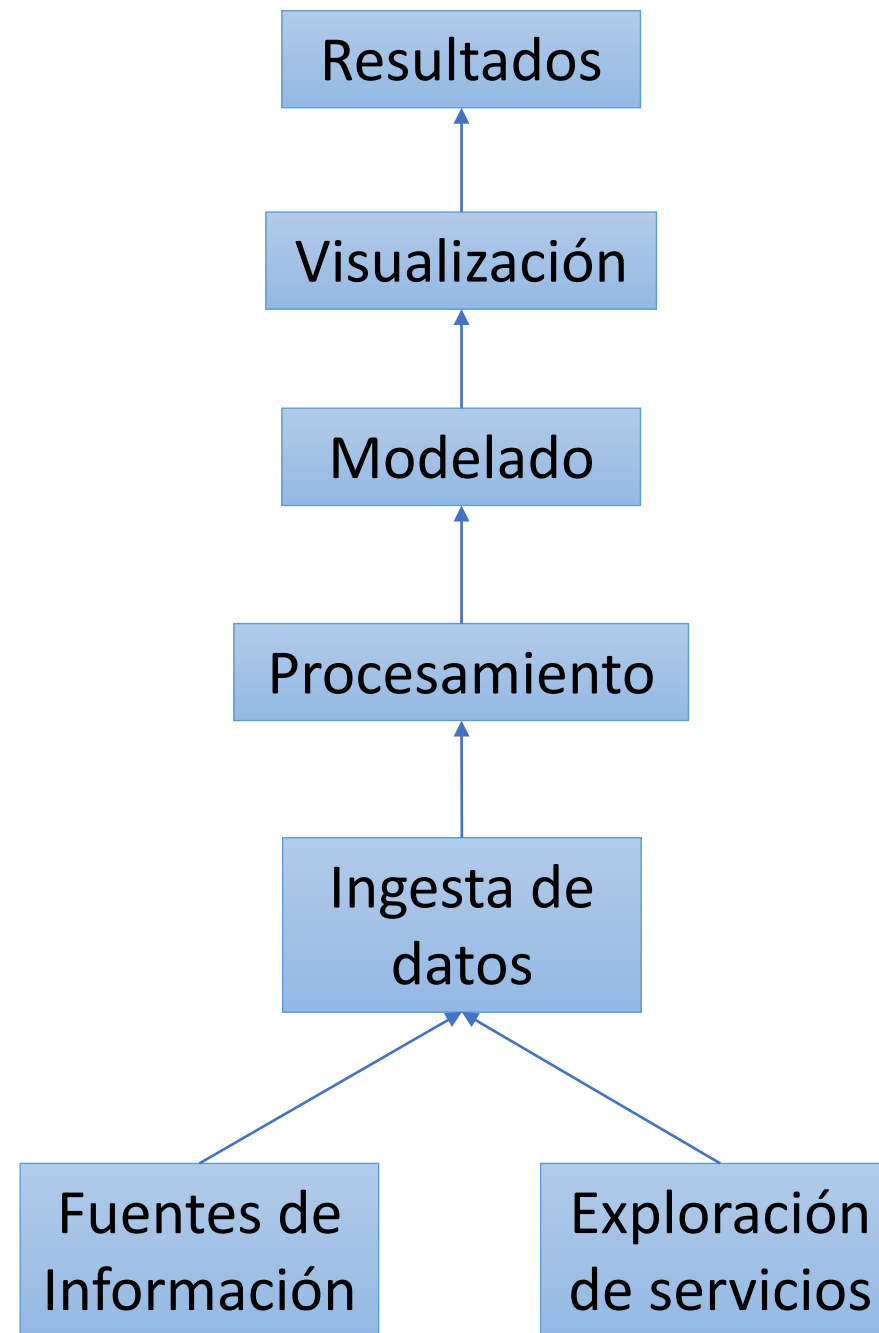 Resultados
Visualización
Modelado
Procesamiento
Ingesta de
datos
Fuentes de
Información
Exploración
de servicios